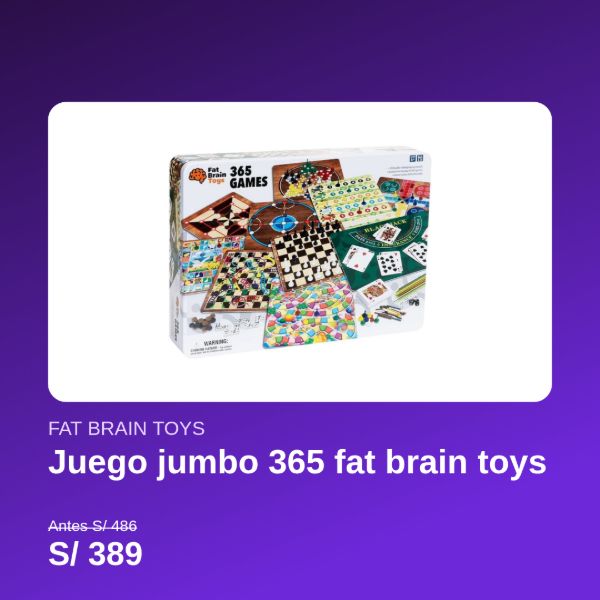 Fat
Brain
Toys
365
GAMES
BLACKJACK
WARNING:
FAT BRAIN TOYS
Juego jumbo 365 fat brain toys
Antes S/ 486
S/ 389